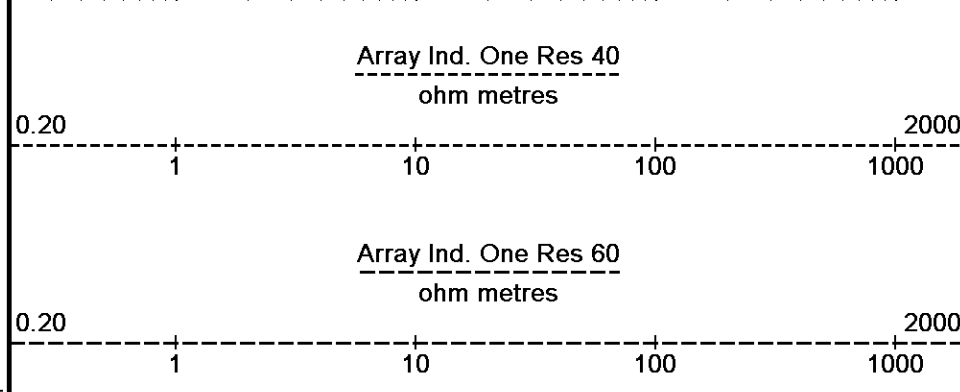 Array Ind. One Res 40
ohm metres
0.20 2000
1 10 100 1000
Array Ind. One Res 60
ohm metres
0.20 2000
1 10 100 1000